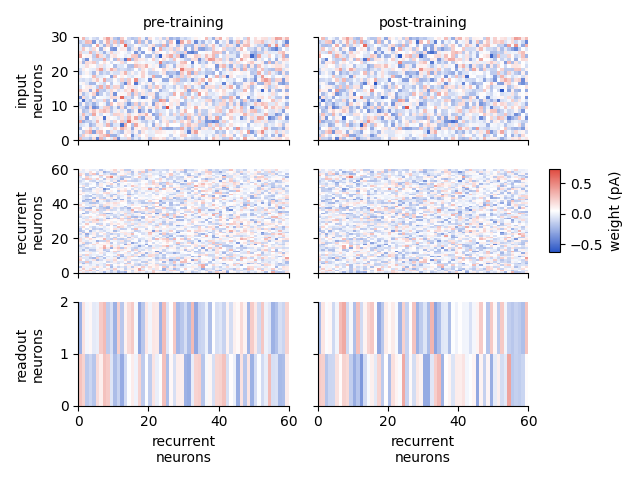 pre-training
post-training
input
neurons
30
20
10
0
recurrent
neurons
60
40
20
0
0.5
0.0
−0.5
weight (pA)
readout
neurons
2
1
0
0 20 40 60
0 20 40 60
recurrent
neurons
recurrent
neurons